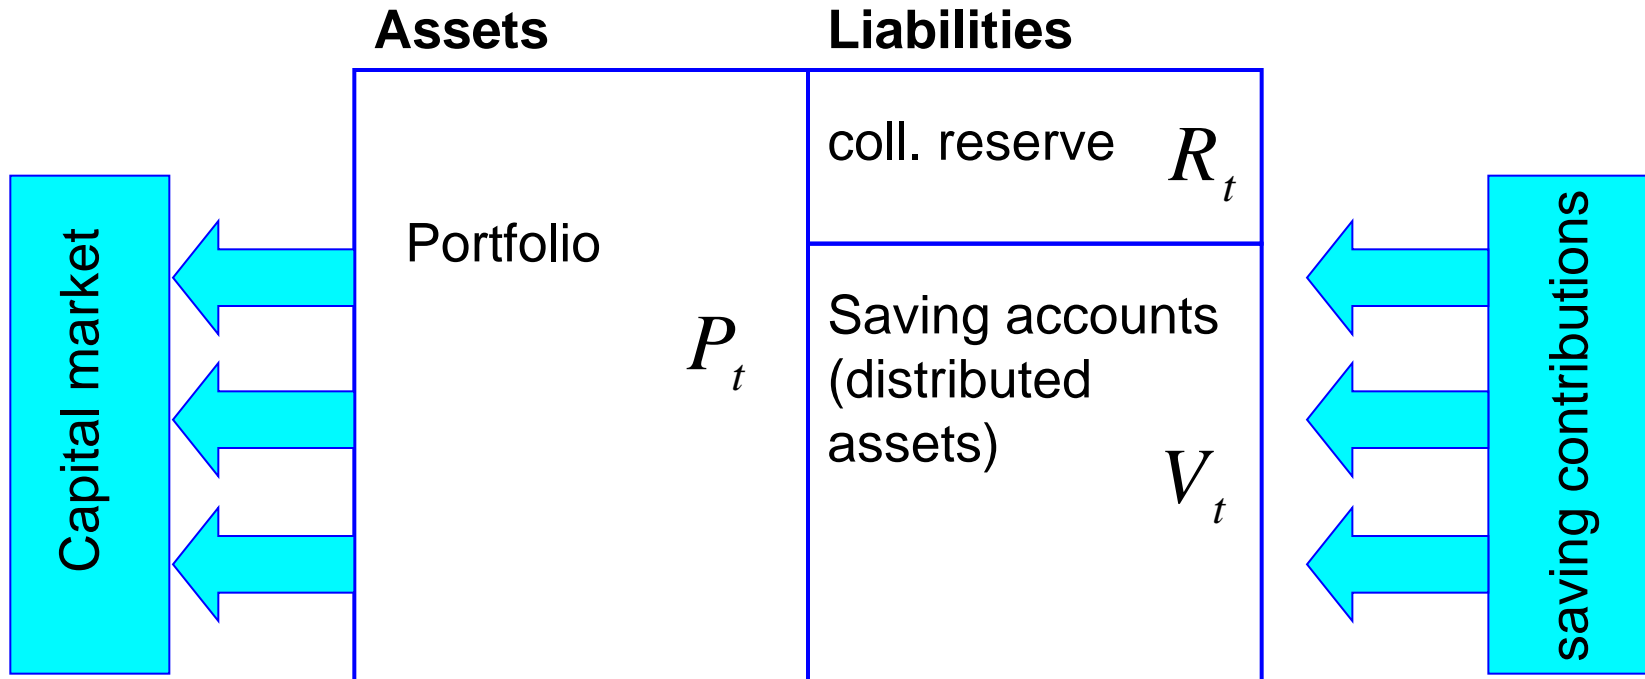 Assets
Liabilities
coll. reserve R_t
Portfolio
P_t
Saving accounts
(distributed
assets)
V_t
Capital market
saving contributions